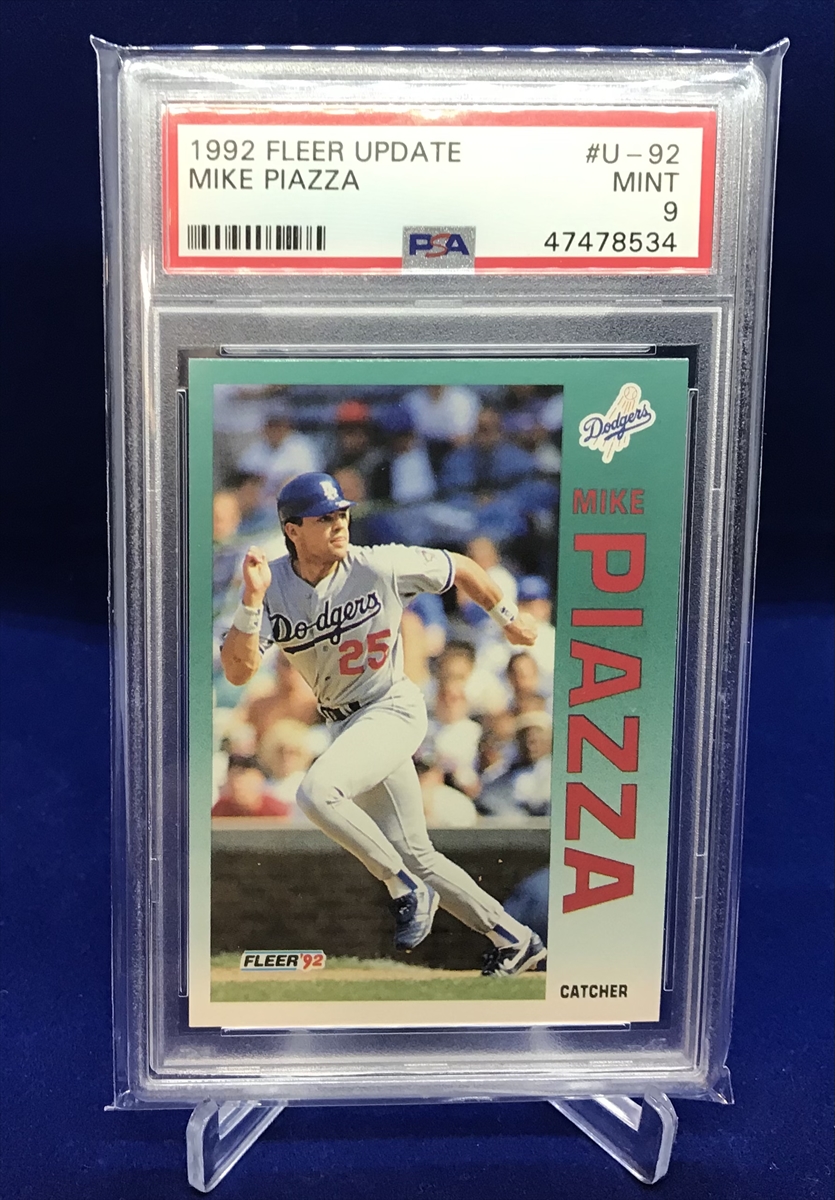 1992 FLEER UPDATE #U-92
MIKE PIAZZA MINT
9
PSA 47478534
Dodgers
MIKE
PIAZZA
Dodgers
25
FLEER '92
CATCHER